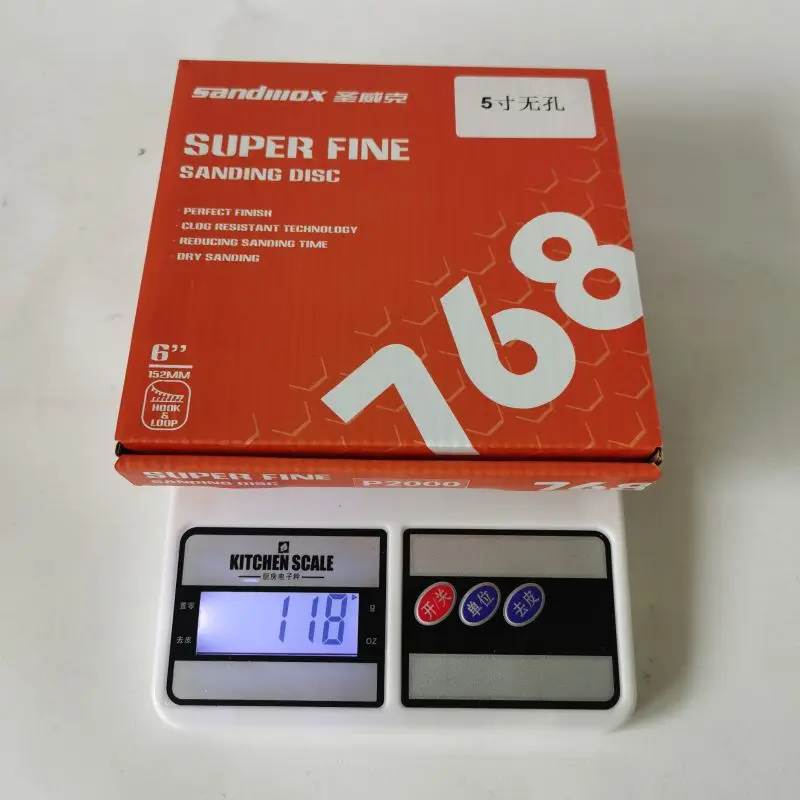 sandwox 圣威克
5寸无孔
SUPER FINE
SANDING DISC
· PERFECT FINISH
· CLOG RESISTANT TECHNOLOGY
· REDUCING SANDING TIME
· DRY SANDING
768
6”
152MM
HOOK
&
LOOP
SUPER FINE
SANDING DISC
P2000
768
KITCHEN SCALE
厨房电子秤
置零
118
g
去皮
OZ
开/关
单位
去皮